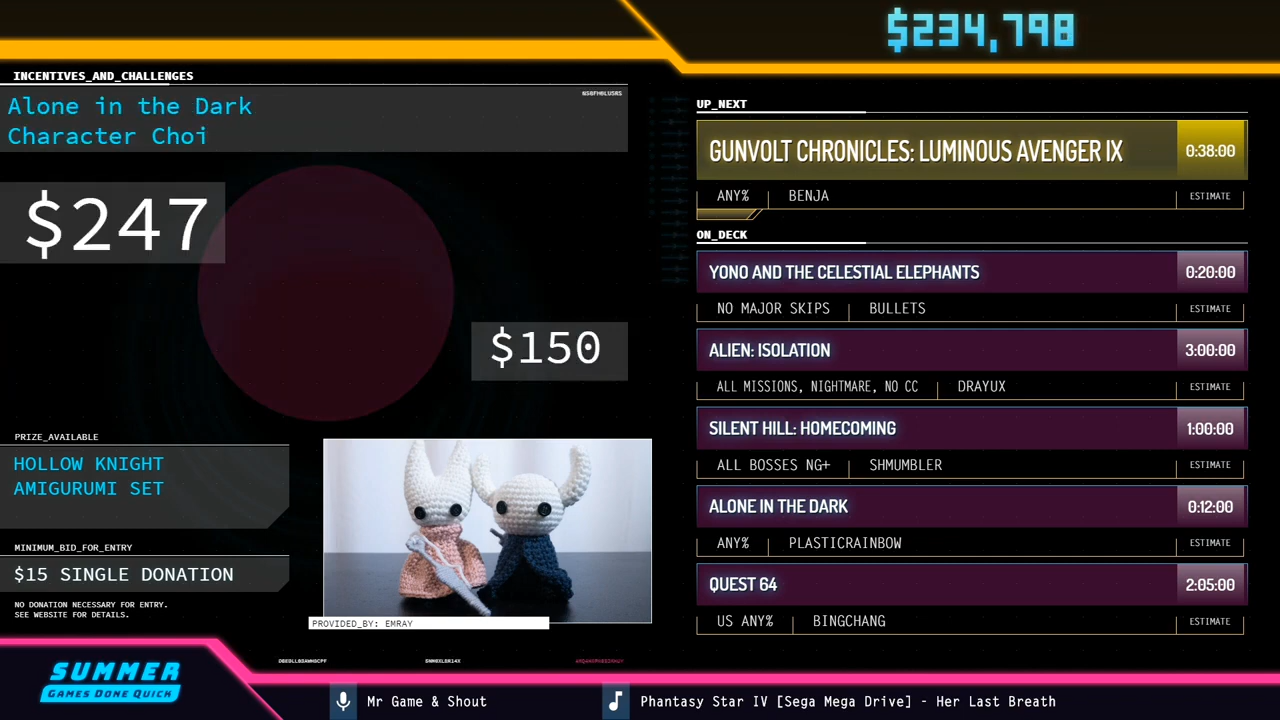 $234,798
INCENTIVES_AND_CHALLENGES
Alone in the Dark
Character Choi
$247
$150
PRIZE_AVAILABLE
HOLLOW KNIGHT
AMIGURUMI SET
MINIMUM_BID_FOR_ENTRY
$15 SINGLE DONATION
NO DONATION NECESSARY FOR ENTRY.
SEE WEBSITE FOR DETAILS.
PROVIDED_BY: EMRAY
UP_NEXT
GUNVOLT CHRONICLES: LUMINOUS AVENGER IX 0:38:00
ANY% BENJA ESTIMATE
ON_DECK
YONO AND THE CELESTIAL ELEPHANTS 0:20:00
NO MAJOR SKIPS BULLETS ESTIMATE
ALIEN: ISOLATION 3:00:00
ALL MISSIONS, NIGHTMARE, NO CC DRAYUX ESTIMATE
SILENT HILL: HOMECOMING 1:00:00
ALL BOSSES NG+ SHMUMBLER ESTIMATE
ALONE IN THE DARK 0:12:00
ANY% PLASTICRAINBOW ESTIMATE
QUEST 64 2:05:00
US ANY% BINGCHANG ESTIMATE
SUMMER
GAMES DONE QUICK
Mr Game & Shout
Phantasy Star IV [Sega Mega Drive] - Her Last Breath